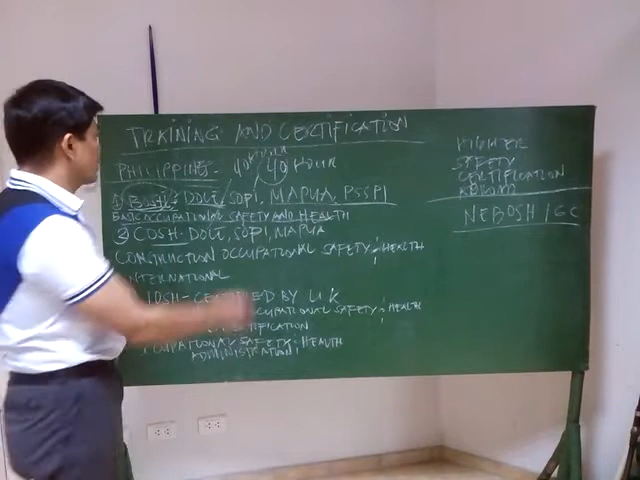 TRAINING AND CERTIFICATION
PHILIPPINES - 40 HOUR 40 HOUR
1) BOSH - DOLE, SOPI, MAPUA, PSSPI
BASIC OCCUPATIONAL SAFETY AND HEALTH
2) COSH - DOLE, SOPI, MAPUA
CONSTRUCTION OCCUPATIONAL SAFETY & HEALTH
INTERNATIONAL
IOSH - CERTIFIED BY U.K
OCCUPATIONAL SAFETY & HEALTH
CERTIFICATION
OCCUPATIONAL SAFETY & HEALTH
ADMINISTRATION
HIGHER
SAFETY
CERTIFICATION
ABROAD
NEBOSH / IGC